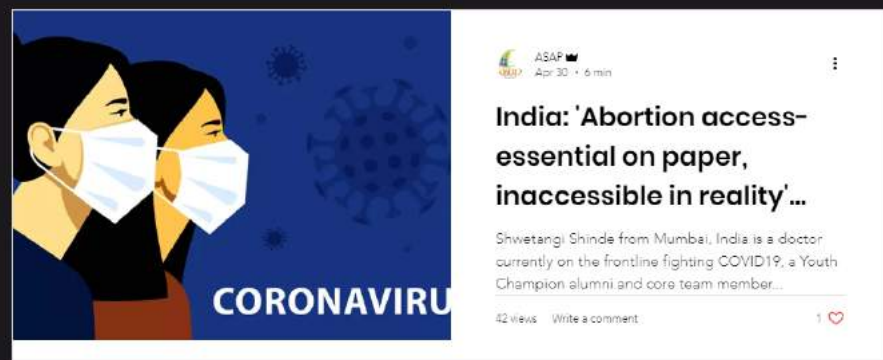 CORONAVIRU
ASAP
Apr 30 • 6 min
India: 'Abortion access-
essential on paper,
inaccessible in reality'...
Shwetangi Shinde from Mumbai, India is a doctor
currently on the frontline fighting COVID19, a Youth
Champion alumni and core team member...
42 views Write a comment 1